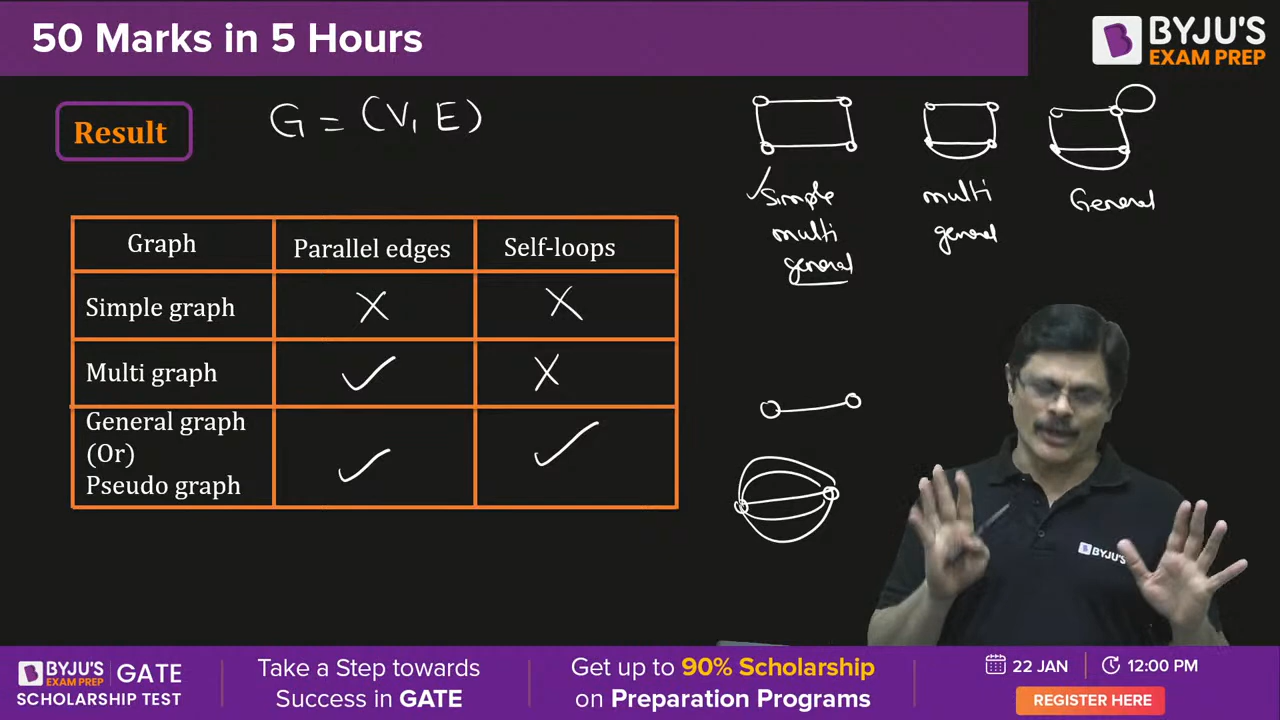 50 Marks in 5 Hours
BYJU'S
EXAM PREP
Result
G = (V, E)
Simple
multi
general
multi
general
General
Graph
Parallel edges
Self-loops
Simple graph
X
X
Multi graph
✓
X
General graph
(Or)
Pseudo graph
✓
✓
BYJU'S
BYJU'S
EXAM PREP
GATE
SCHOLARSHIP TEST
Take a Step towards
Success in GATE
Get up to 90% Scholarship
on Preparation Programs
22 JAN
12:00 PM
REGISTER HERE